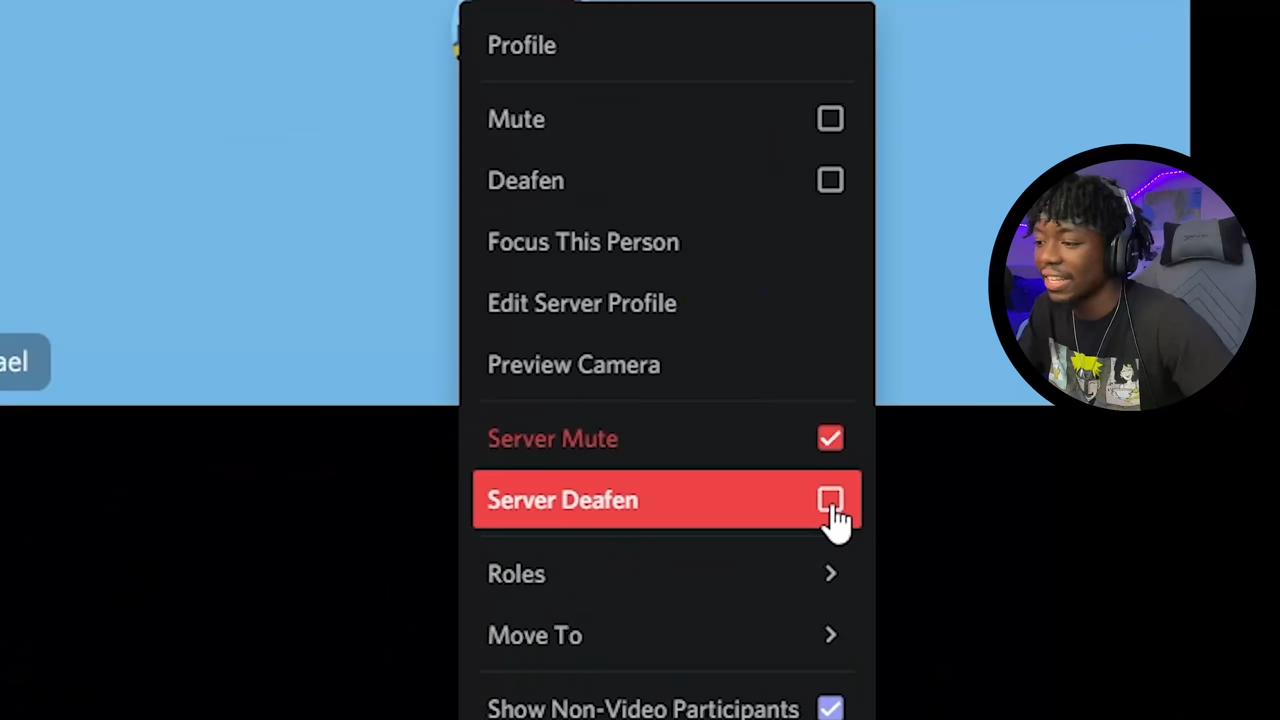 Profile
Mute
Deafen
Focus This Person
Edit Server Profile
Preview Camera
ael
Server Mute
Server Deafen
Roles
Move To
Show Non-Video Participants